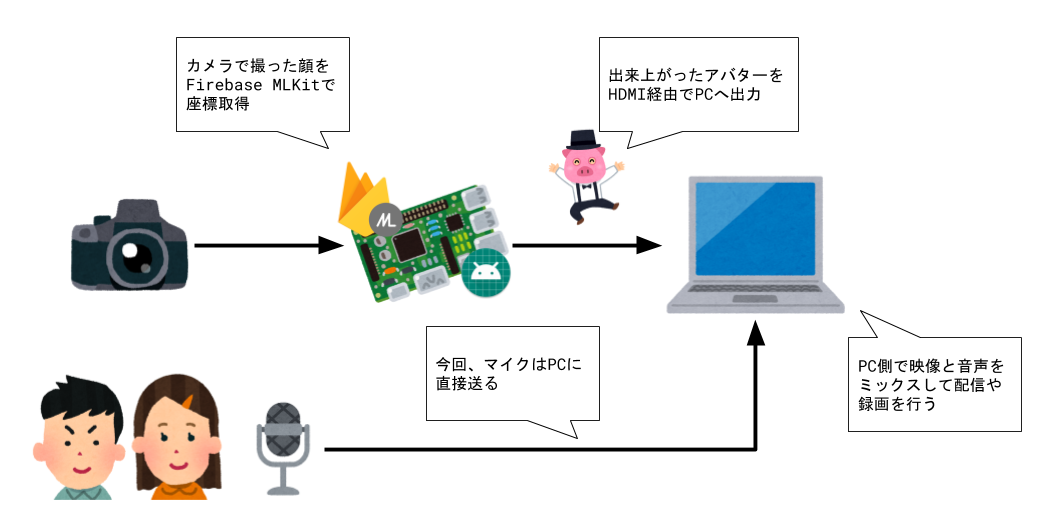 カメラで撮った顔を
Firebase MLKitで
座標取得
出来上がったアバターを
HDMI経由でPCへ出力
ML
今回、マイクはPCに
直接送る
PC側で映像と音声を
ミックスして配信や
録画を行う